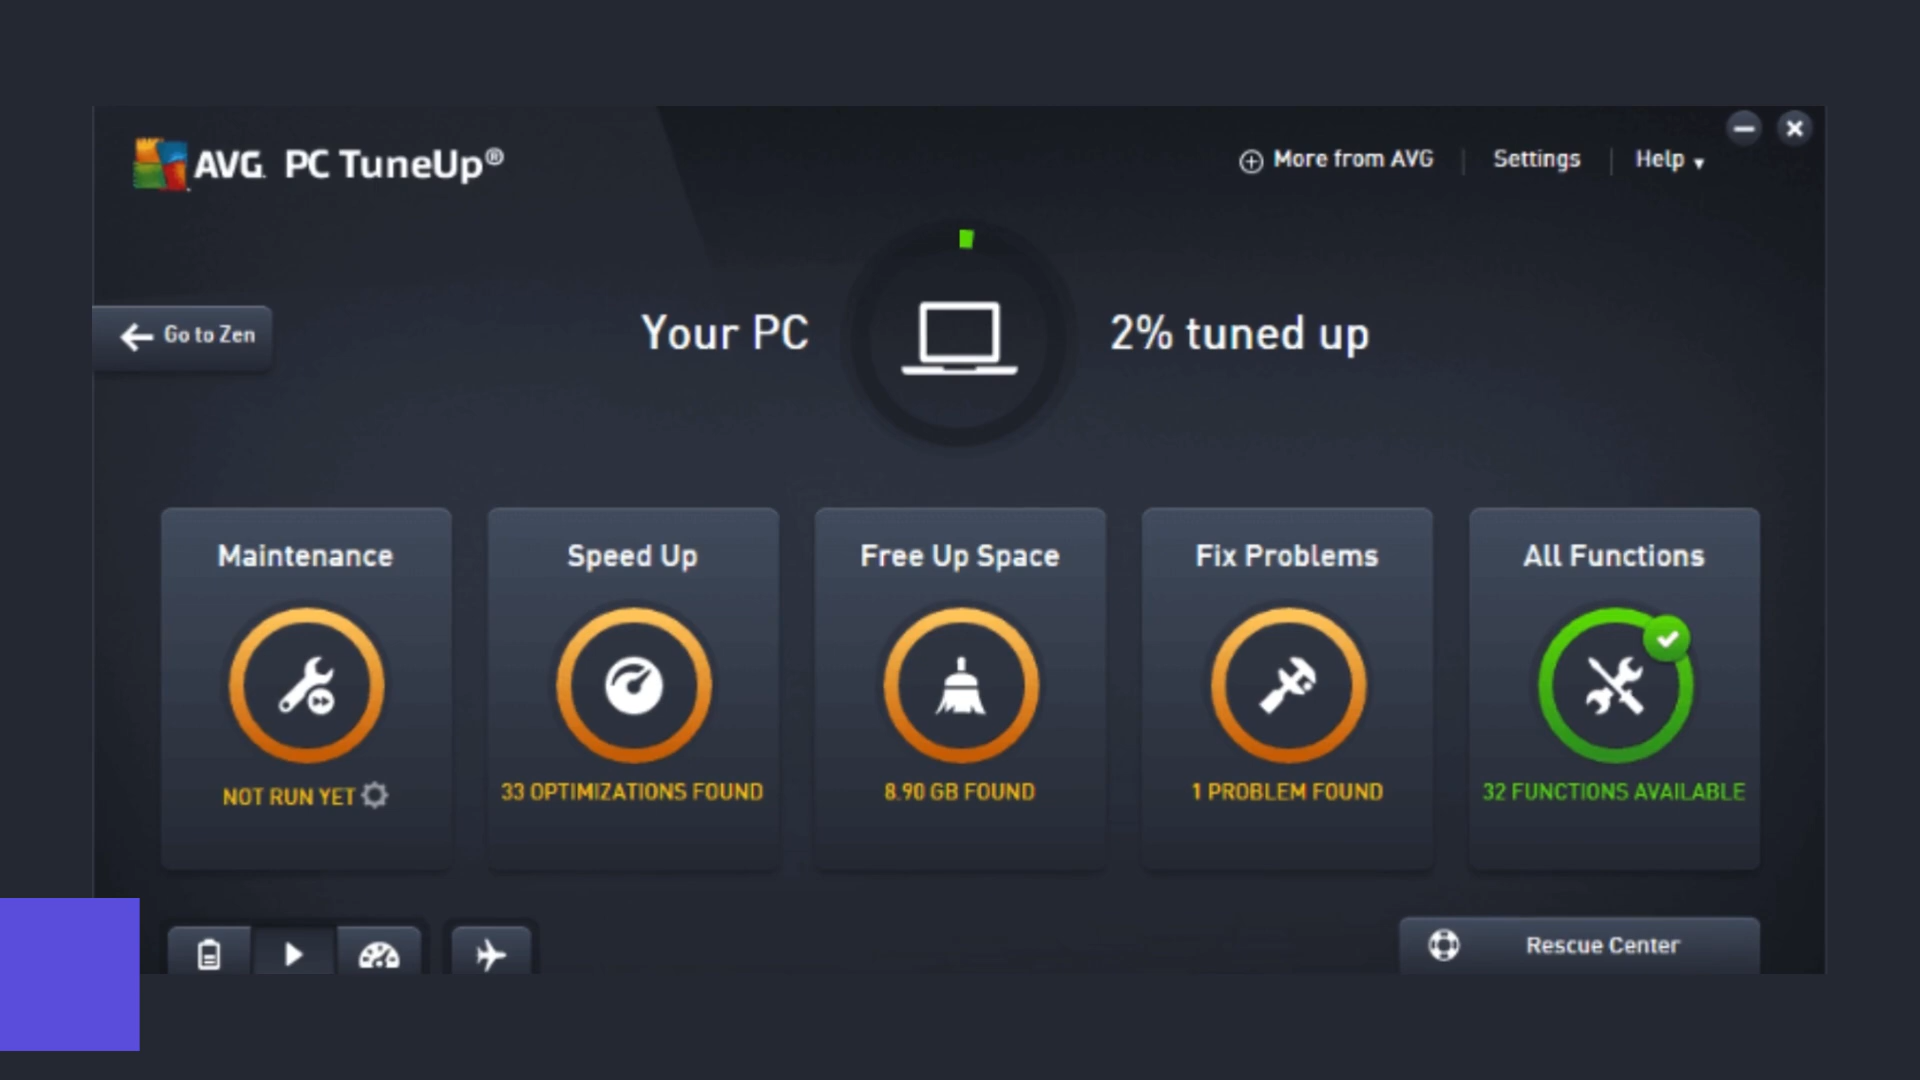 AVG. PC TuneUp®
More from AVG
Settings
Help
Go to Zen
Your PC
2% tuned up
Maintenance
Speed Up
Free Up Space
Fix Problems
All Functions
NOT RUN YET
33 OPTIMIZATIONS FOUND
8.90 GB FOUND
1 PROBLEM FOUND
32 FUNCTIONS AVAILABLE
Rescue Center